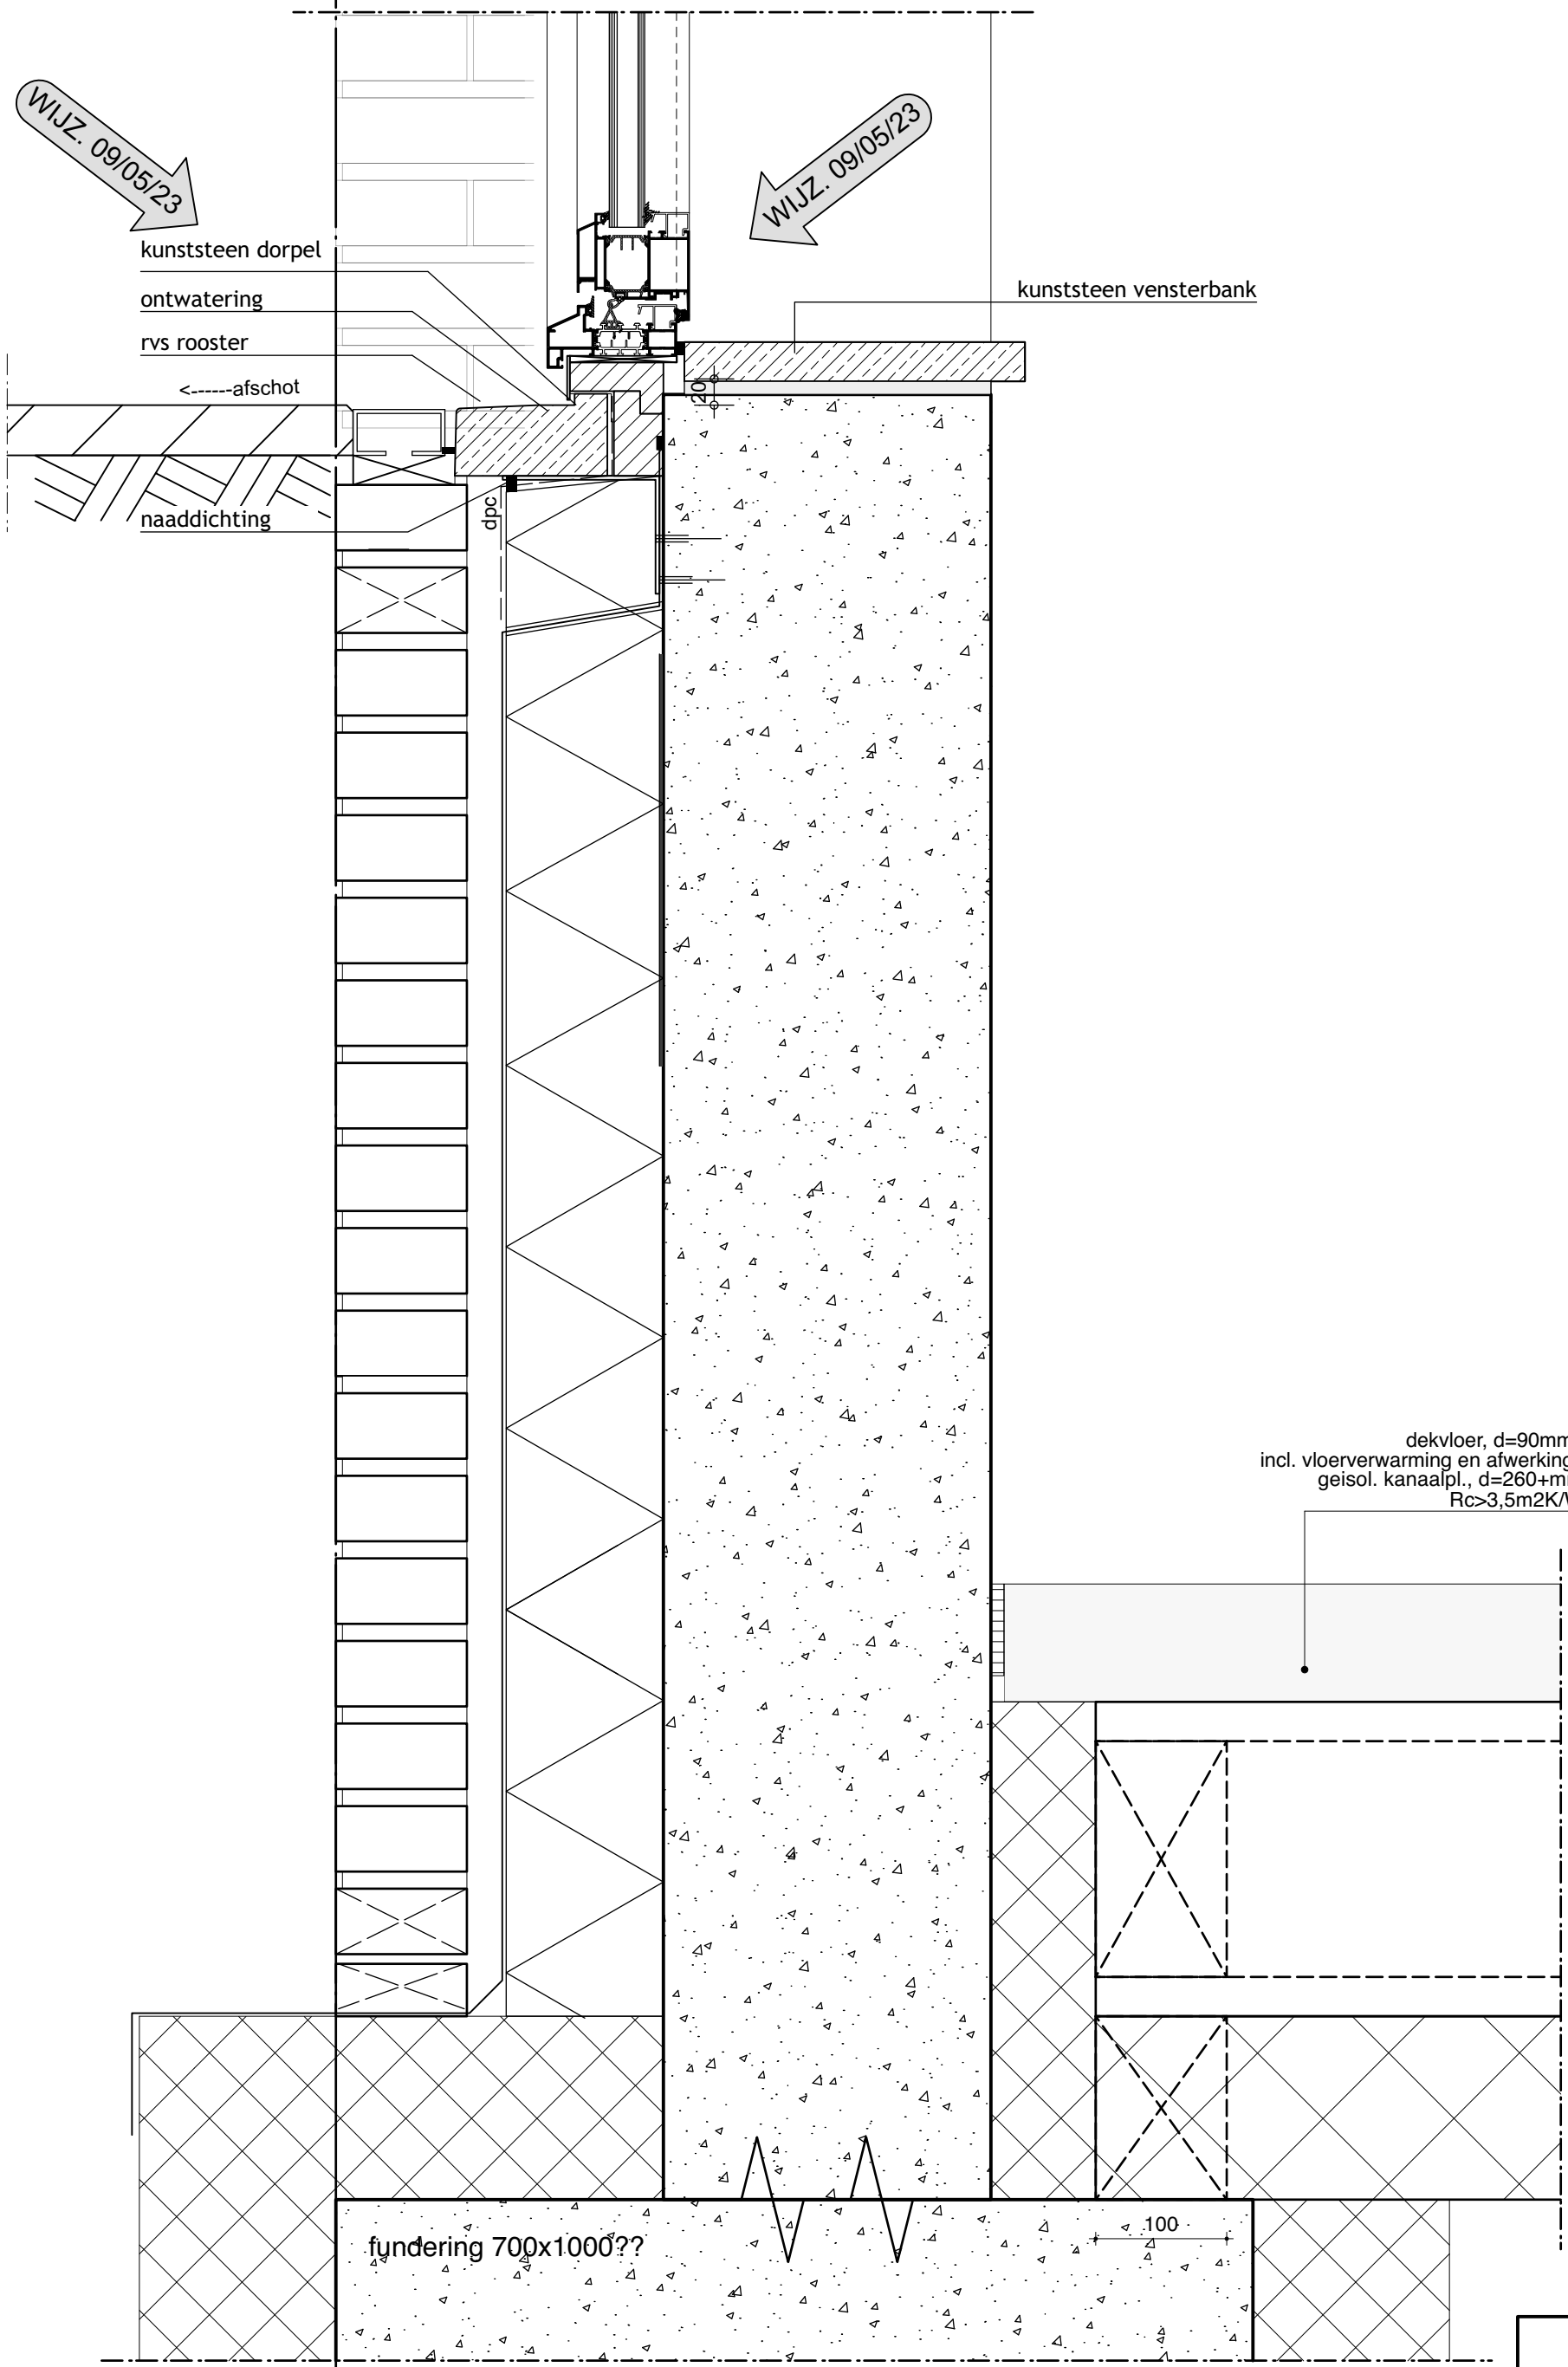 WIJZ. 09/05/23
WIJZ. 09/05/23
kunststeen dorpel
ontwatering
rvs rooster
<------afschot
kunststeen vensterbank
20
naaddichting
dpc
dekvloer, d=90mm
incl. vloerverwarming en afwerking
geisol. kanaalpl., d=260+m
Rc>3,5m2K/
100
fundering 700x1000??